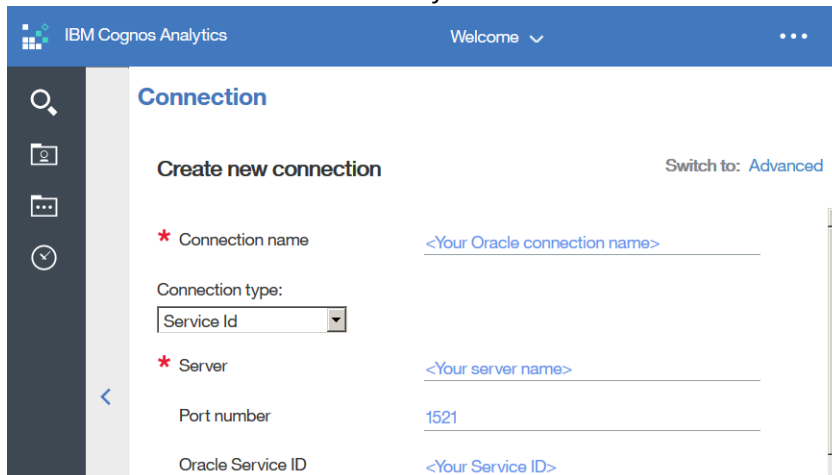 IBM Cognos Analytics Welcome
Connection
Create new connection Switch to: Advanced
* Connection name <Your Oracle connection name>
Connection type:
Service Id
* Server <Your server name>
Port number 1521
Oracle Service ID <Your Service ID>